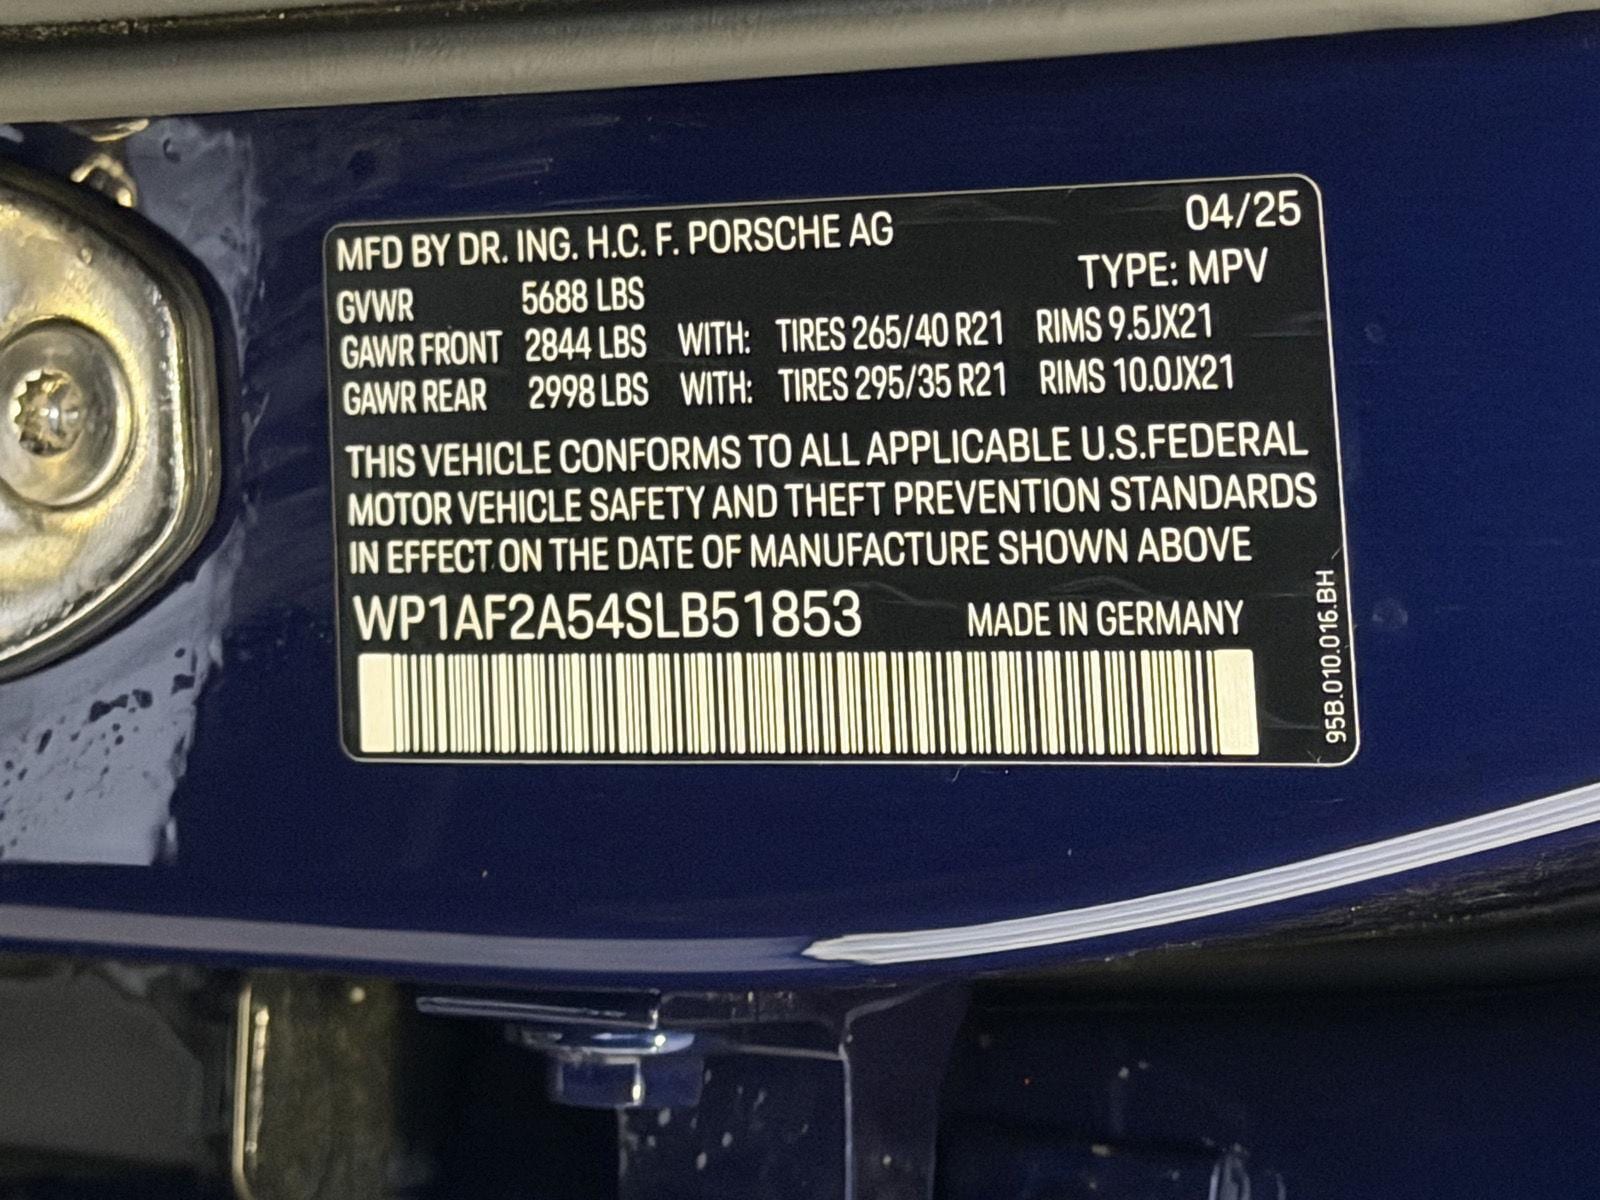 MFD BY DR. ING. H.C. F. PORSCHE AG 04/25
GVWR 5688 LBS TYPE: MPV
GAWR FRONT 2844 LBS WITH: TIRES 265/40 R21 RIMS 9.5JX21
GAWR REAR 2998 LBS WITH: TIRES 295/35 R21 RIMS 10.0JX21
THIS VEHICLE CONFORMS TO ALL APPLICABLE U.S.FEDERAL
MOTOR VEHICLE SAFETY AND THEFT PREVENTION STANDARDS
IN EFFECT ON THE DATE OF MANUFACTURE SHOWN ABOVE
WP1AF2A54SLB51853 MADE IN GERMANY
95B.010.016.BH